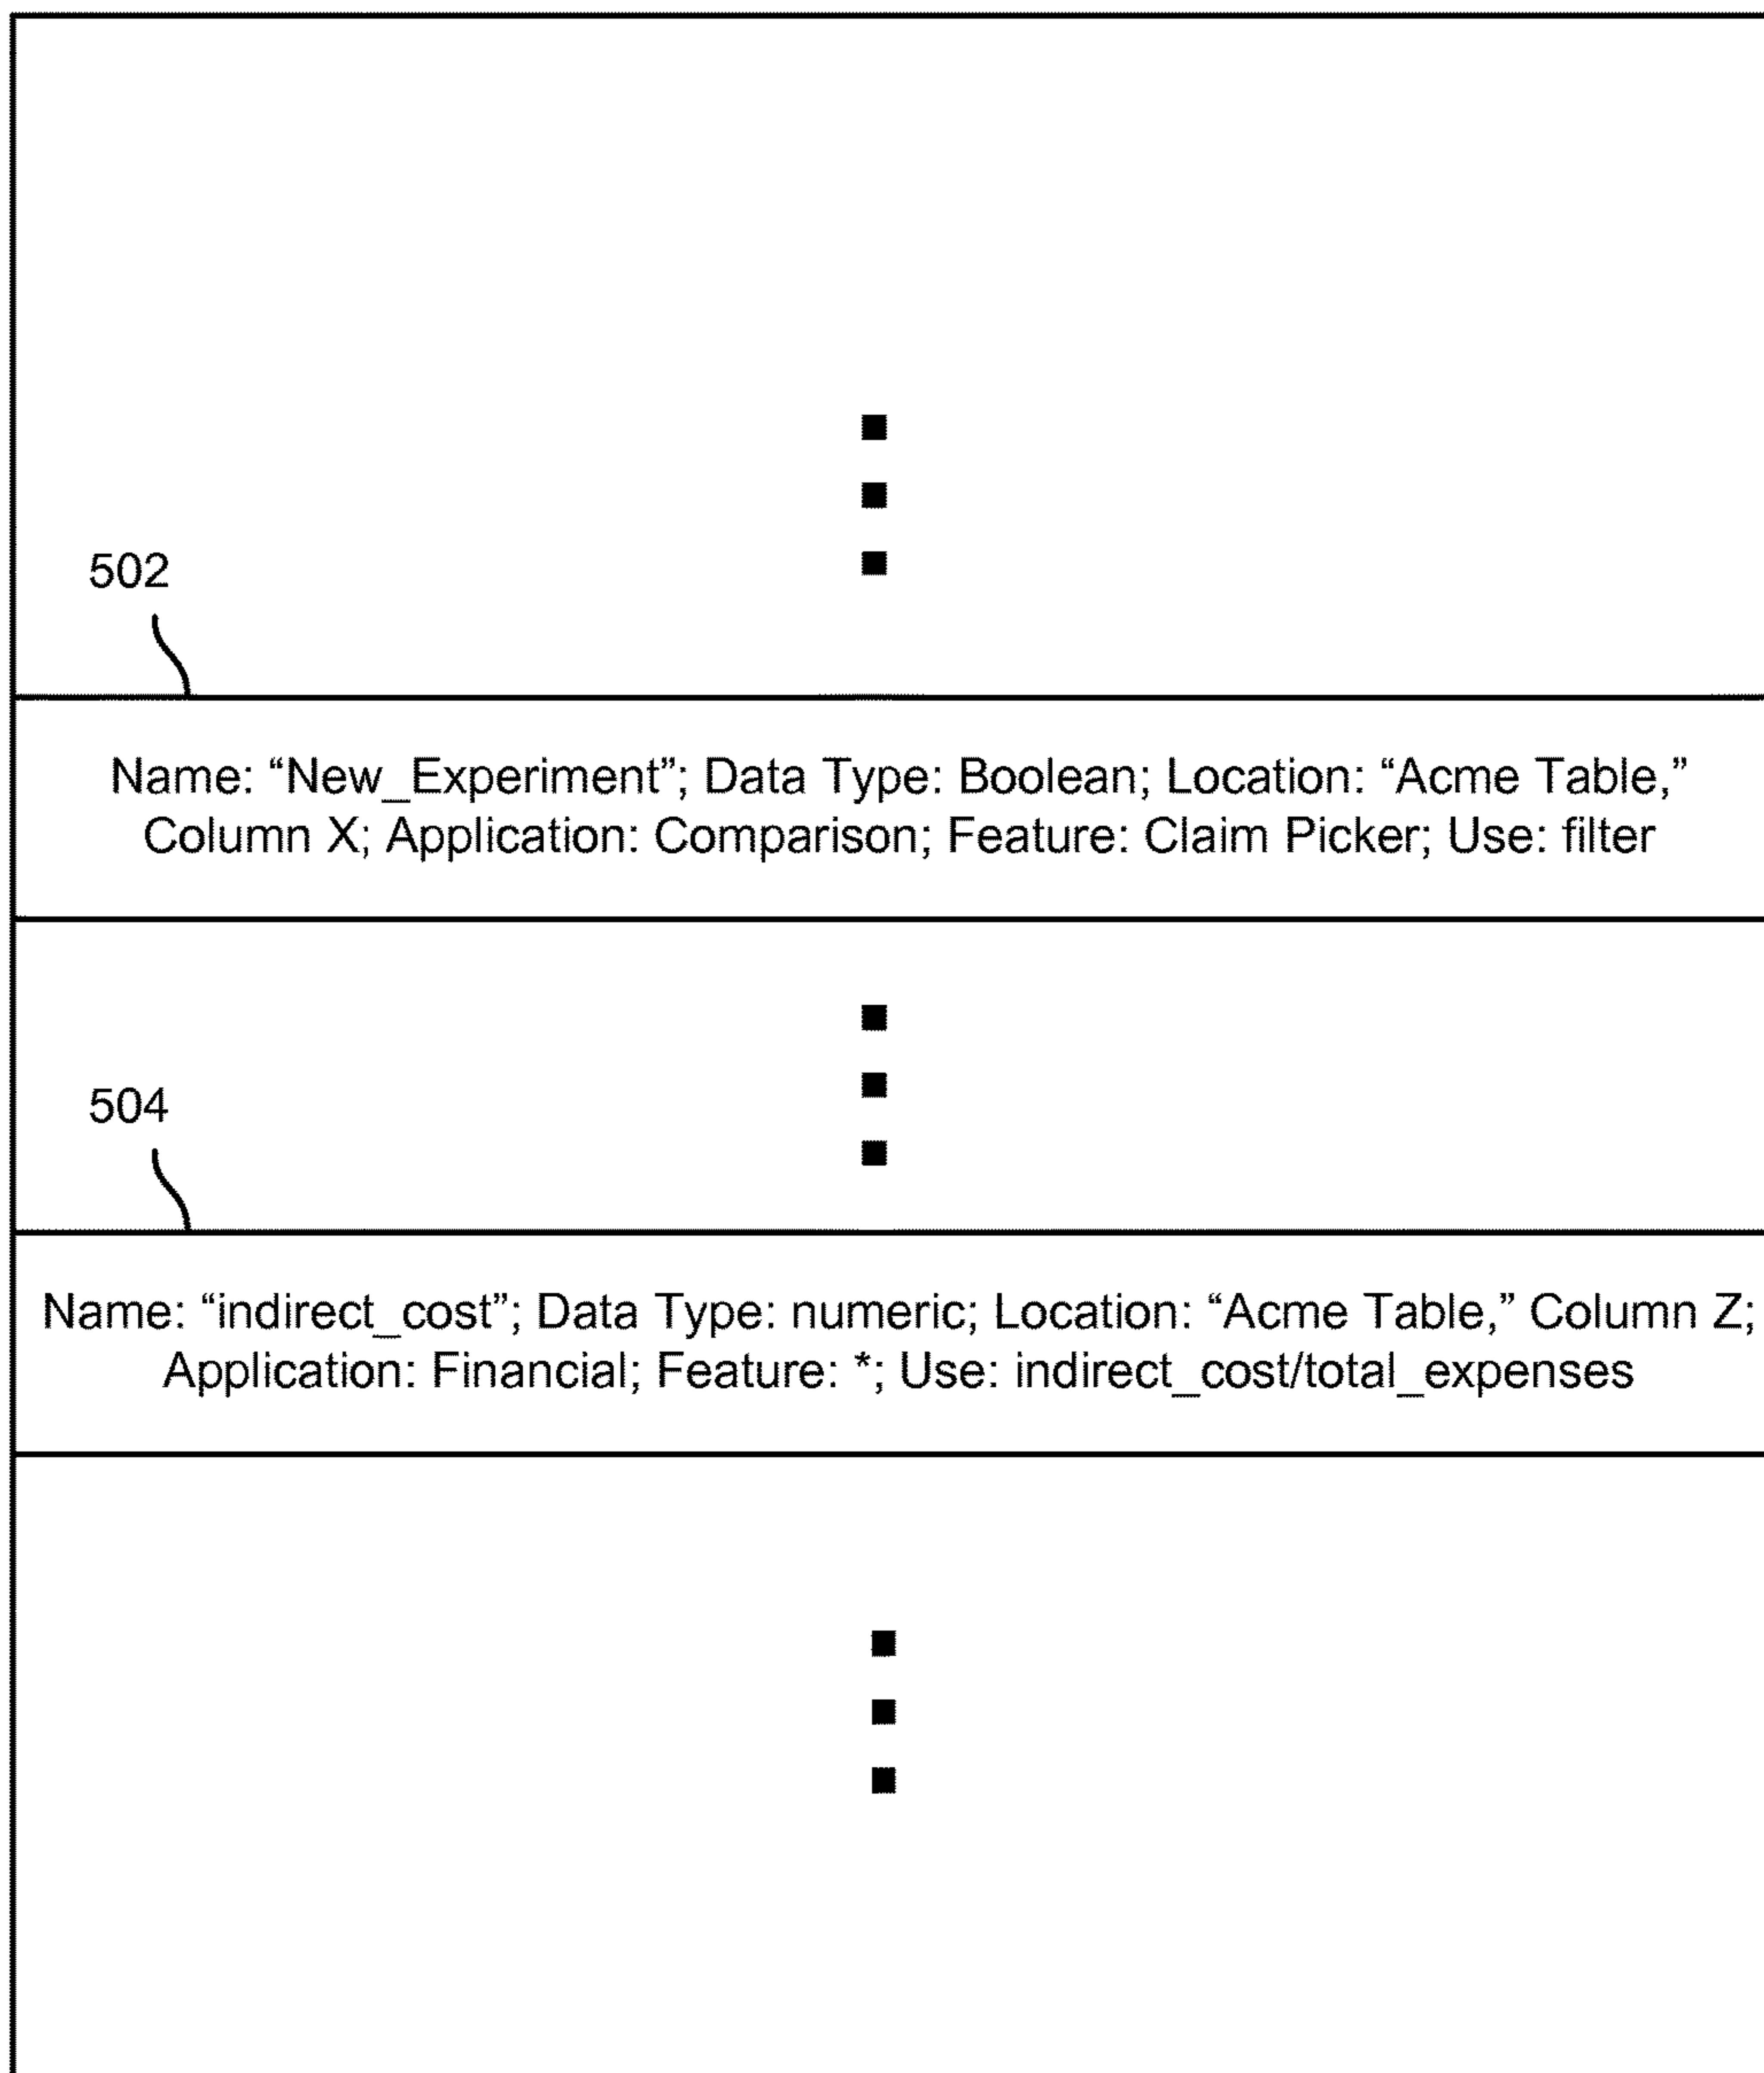 502
Name: “New_Experiment”; Data Type: Boolean; Location: “Acme Table,”
Column X; Application: Comparison; Feature: Claim Picker; Use: filter
504
Name: “indirect_cost”; Data Type: numeric; Location: “Acme Table,” Column Z;
Application: Financial; Feature: *; Use: indirect_cost/total_expenses